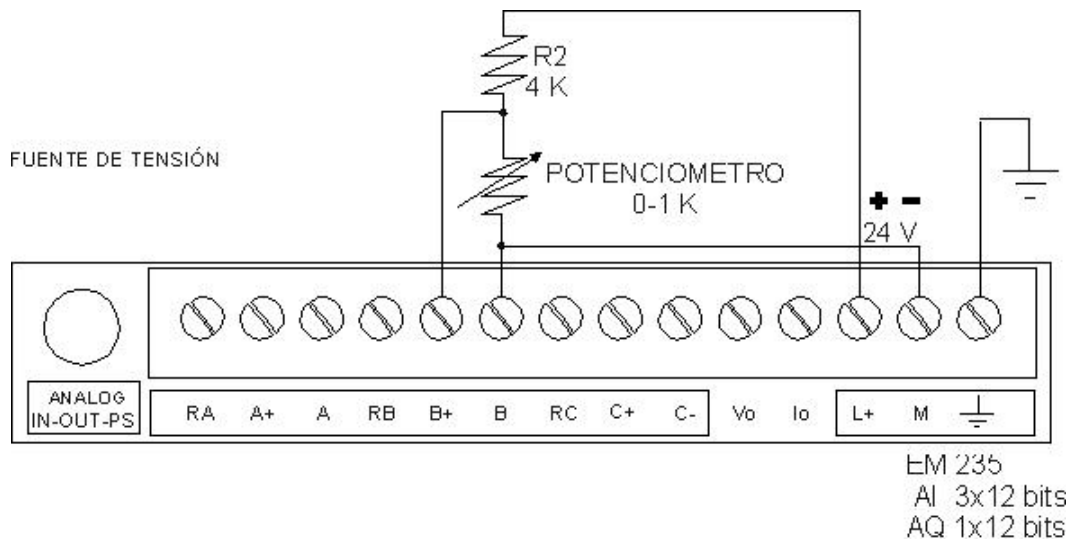 R2
4 K
FUENTE DE TENSIÓN
POTENCIOMETRO
0-1 K
+ -
24 V
ANALOG
IN-OUT-PS
RA A+ A RB B+ B RC C+ C- Vo Io L+ M
EM 235
AI 3x12 bits
AQ 1x12 bits